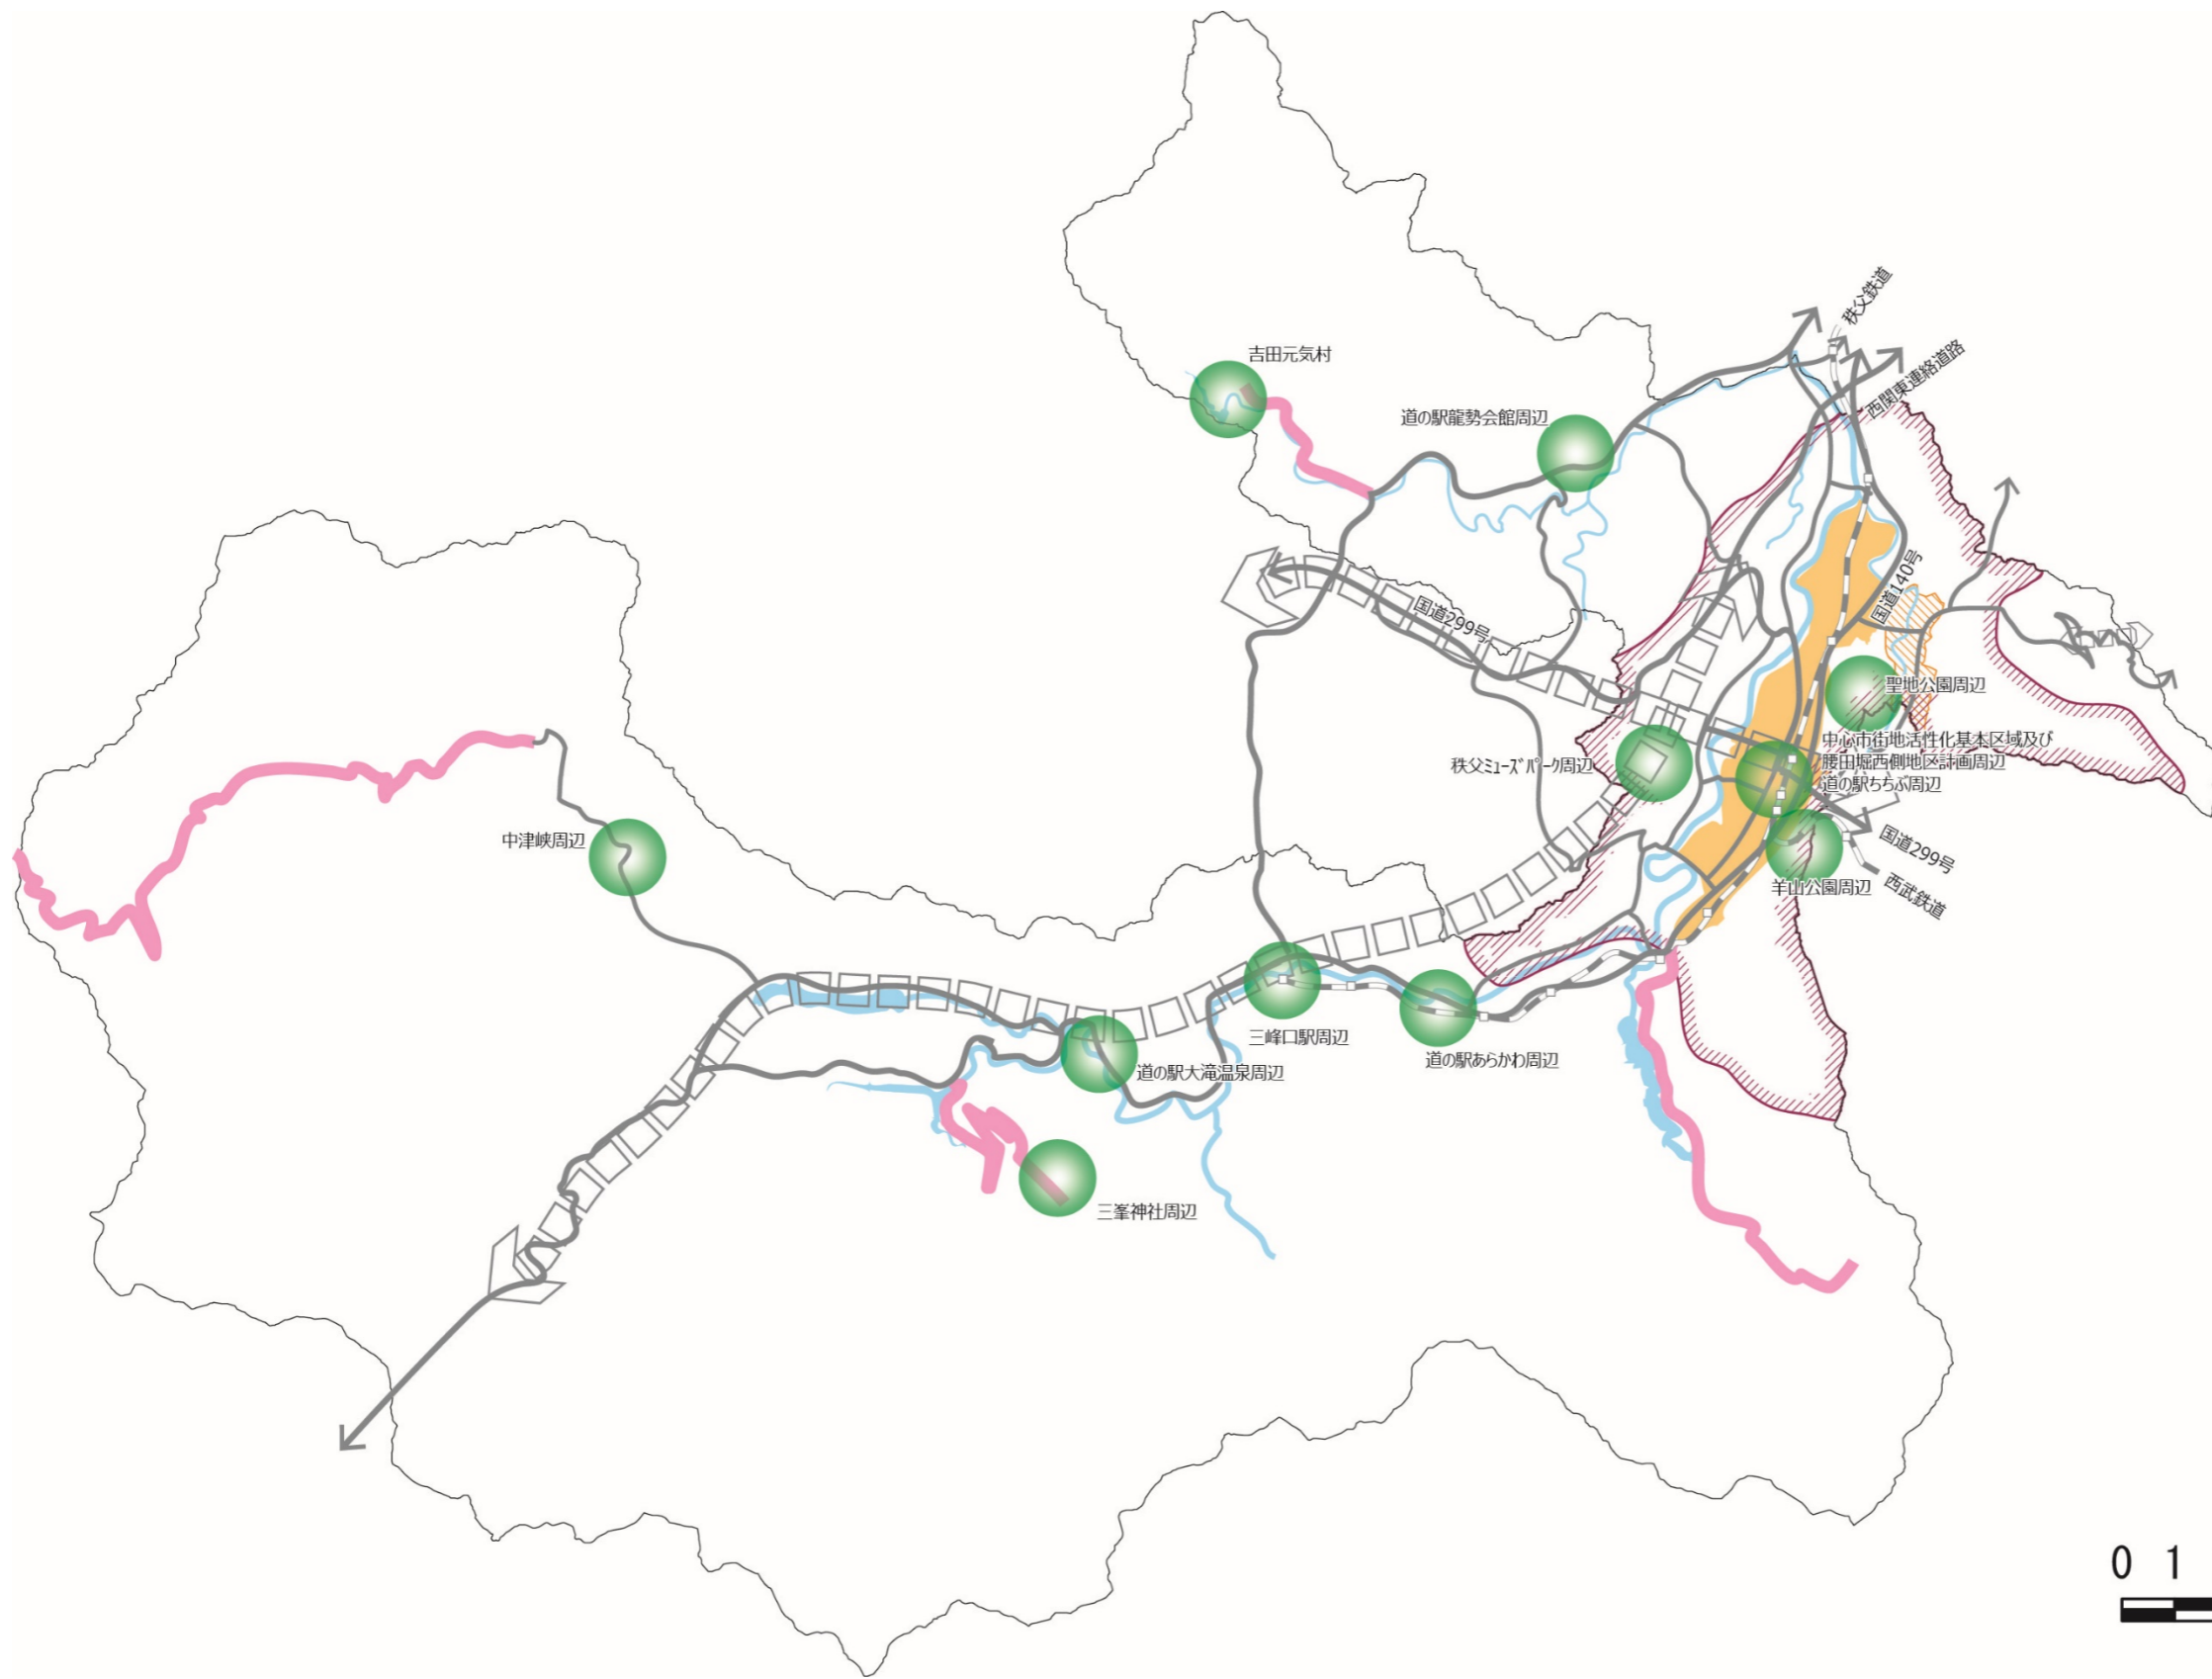 秩父鉄道
吉田元気村
西関東連絡道路
道の駅龍勢会館周辺
国道140号
国道299号
聖地公園周辺
中心市街地活性化基本区域及び
腰田堀西側地区計画周辺
道の駅ちちぶ周辺
秩父ﾐｭｰｽﾞﾊﾟｰｸ周辺
中津峡周辺
国道299号
羊山公園周辺
西武鉄道
三峰口駅周辺
道の駅あらかわ周辺
道の駅大滝温泉周辺
三峯神社周辺
0 1